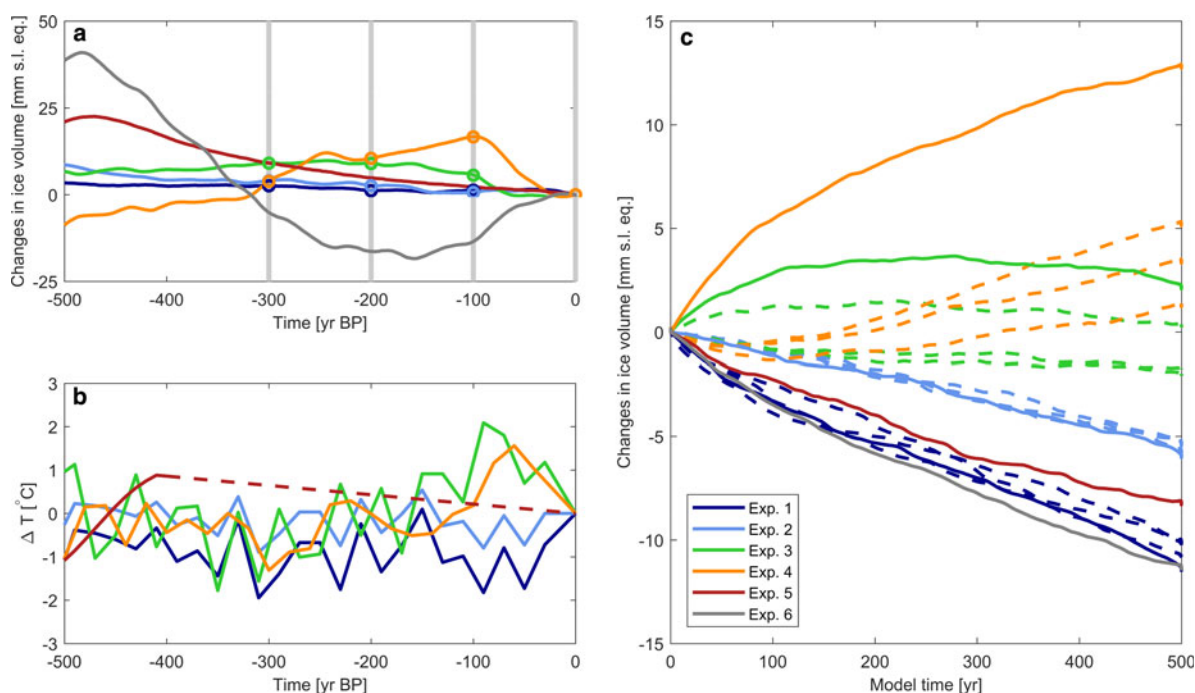 a
Changes in ice volume [mm s.l. eq.]
50
25
0
-25
-500
-400
-300
-200
-100
0
Time [yr BP]
b
Δ T [°C]
3
2
1
0
-1
-2
-3
-500
-400
-300
-200
-100
0
Time [yr BP]
c
Changes in ice volume [mm s.l. eq.]
15
10
5
0
-5
-10
-15
0
100
200
300
400
500
Model time [yr]
Exp. 1
Exp. 2
Exp. 3
Exp. 4
Exp. 5
Exp. 6